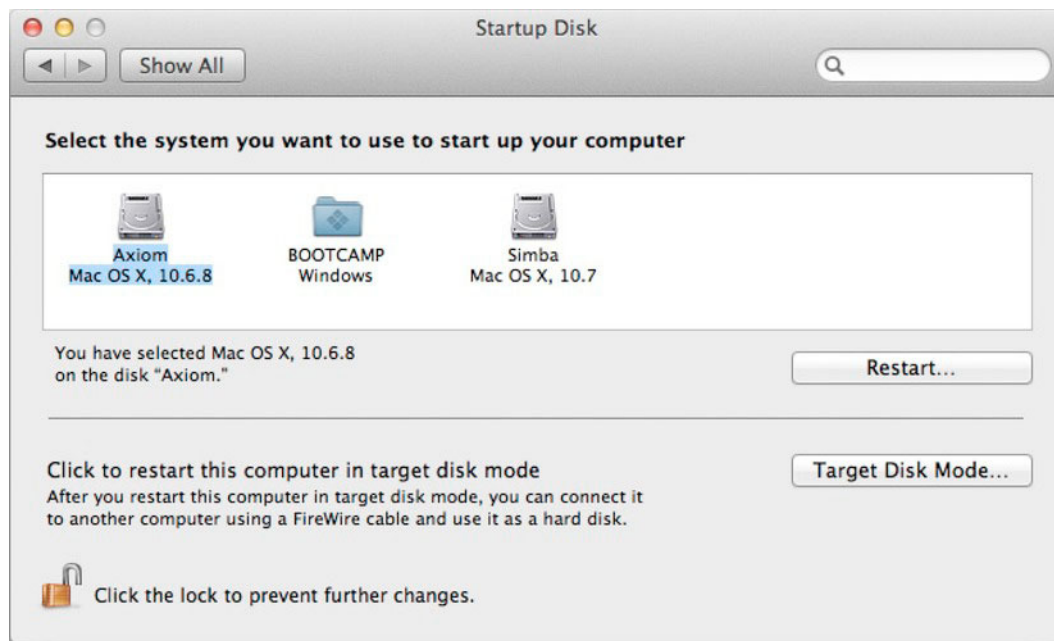 Startup Disk
Show All
Select the system you want to use to start up your computer
Axiom
Mac OS X, 10.6.8
BOOTCAMP
Windows
Simba
Mac OS X, 10.7
You have selected Mac OS X, 10.6.8
on the disk “Axiom.”
Restart...
Click to restart this computer in target disk mode
After you restart this computer in target disk mode, you can connect it
to another computer using a FireWire cable and use it as a hard disk.
Target Disk Mode...
Click the lock to prevent further changes.